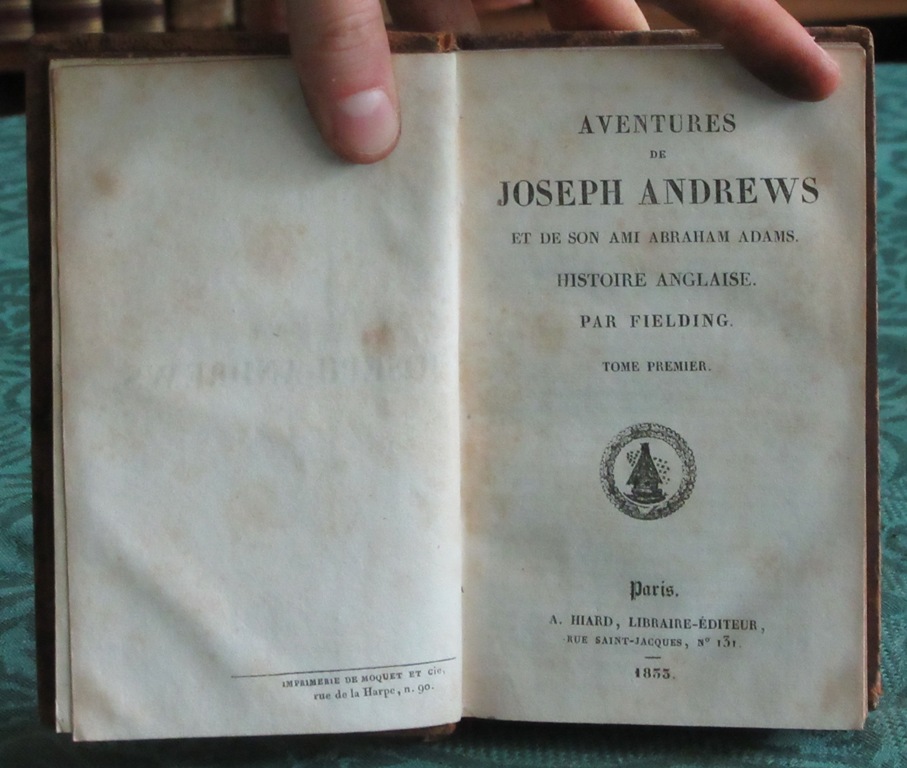 IMPRIMERIE DE MOQUET ET Cie,
rue de la Harpe, n. 90.
AVENTURES
DE
JOSEPH ANDREWS
ET DE SON AMI ABRAHAM ADAMS.
HISTOIRE ANGLAISE.
PAR FIELDING.
TOME PREMIER.
Paris.
A. HIARD, LIBRAIRE-ÉDITEUR,
RUE SAINT-JACQUES, Nº 131.
1833.